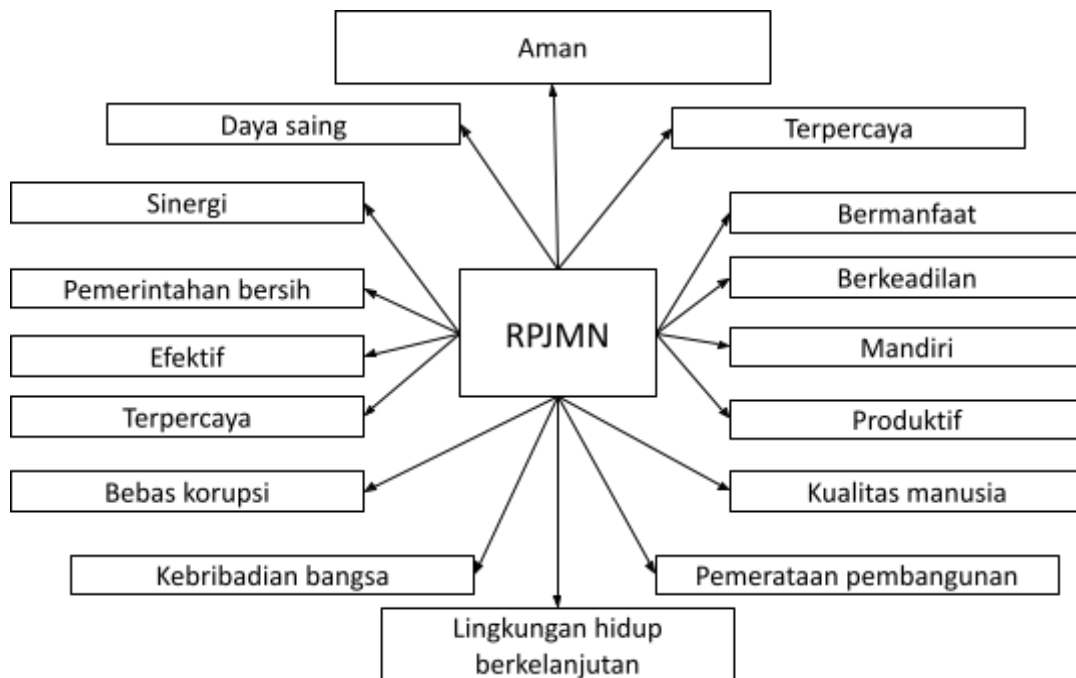 Aman
Daya saing
Terpercaya
Sinergi
Bermanfaat
Pemerintahan bersih
Berkeadilan
RPJMN
Efektif
Mandiri
Terpercaya
Produktif
Bebas korupsi
Kualitas manusia
Kebribadian bangsa
Pemerataan pembangunan
Lingkungan hidup
berkelanjutan